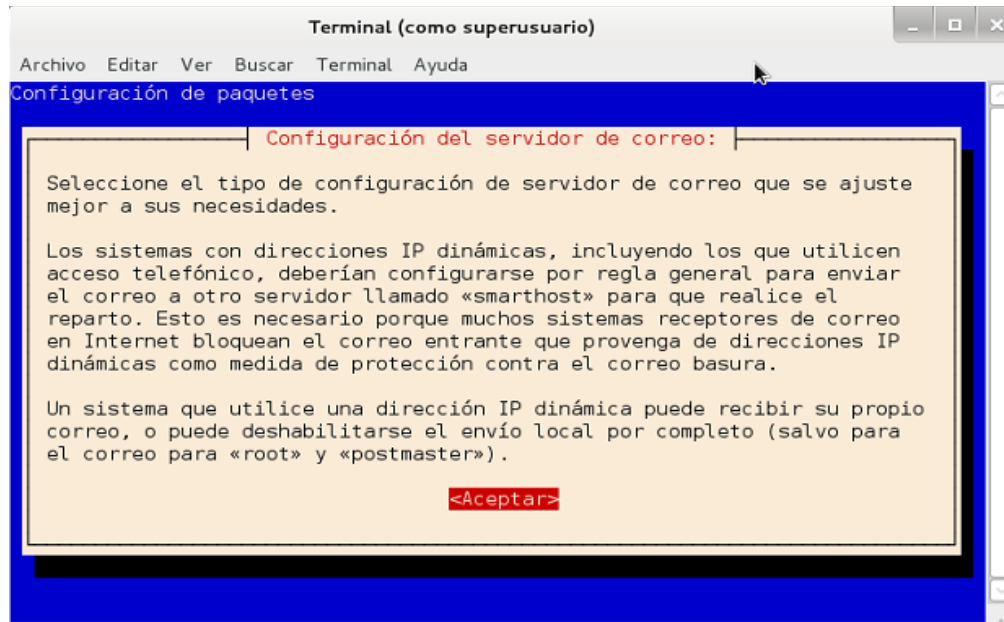 Terminal (como superusuario)
Archivo Editar Ver Buscar Terminal Ayuda
Configuración de paquetes
Configuración del servidor de correo:
Seleccione el tipo de configuración de servidor de correo que se ajuste
mejor a sus necesidades.
Los sistemas con direcciones IP dinámicas, incluyendo los que utilicen
acceso telefónico, deberían configurarse por regla general para enviar
el correo a otro servidor llamado «smarthost» para que realice el
reparto. Esto es necesario porque muchos sistemas receptores de correo
en Internet bloquean el correo entrante que provenga de direcciones IP
dinámicas como medida de protección contra el correo basura.
Un sistema que utilice una dirección IP dinámica puede recibir su propio
correo, o puede deshabilitarse el envío local por completo (salvo para
el correo para «root» y «postmaster»).
<Aceptar>